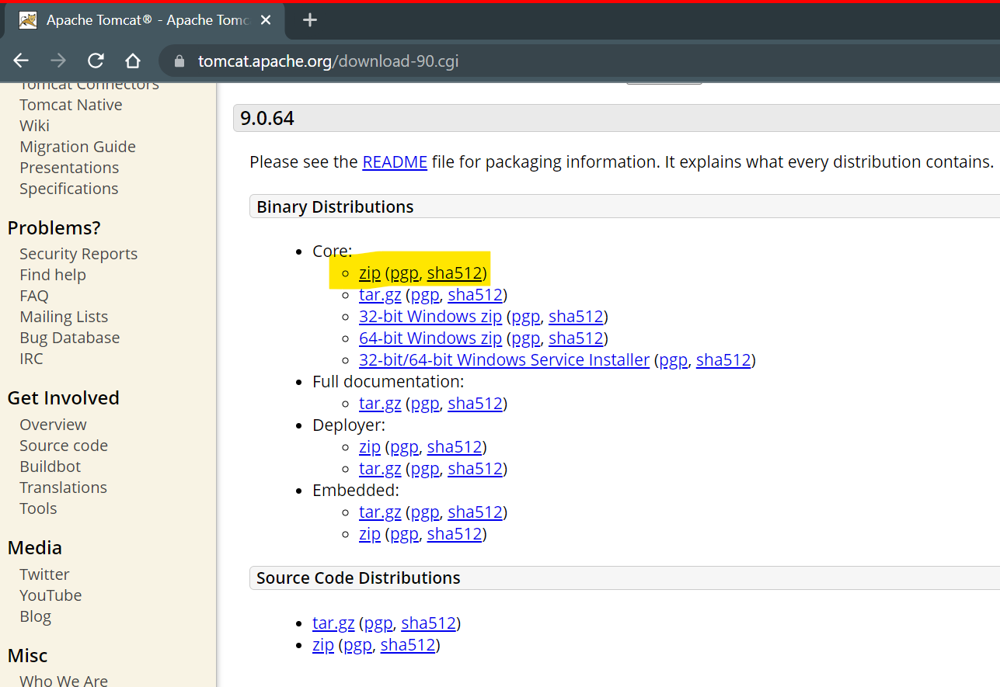 Apache Tomcat® - Apache Tomc
tomcat.apache.org/download-90.cgi
Tomcat Connectors
Tomcat Native
Wiki
Migration Guide
Presentations
Specifications
Problems?
Security Reports
Find help
FAQ
Mailing Lists
Bug Database
IRC
Get Involved
Overview
Source code
Buildbot
Translations
Tools
Media
Twitter
YouTube
Blog
Misc
Who We Are
9.0.64
Please see the README file for packaging information. It explains what every distribution contains.
Binary Distributions
Core:
zip (pgp, sha512)
tar.gz (pgp, sha512)
32-bit Windows zip (pgp, sha512)
64-bit Windows zip (pgp, sha512)
32-bit/64-bit Windows Service Installer (pgp, sha512)
Full documentation:
tar.gz (pgp, sha512)
Deployer:
zip (pgp, sha512)
tar.gz (pgp, sha512)
Embedded:
tar.gz (pgp, sha512)
zip (pgp, sha512)
Source Code Distributions
tar.gz (pgp, sha512)
zip (pgp, sha512)